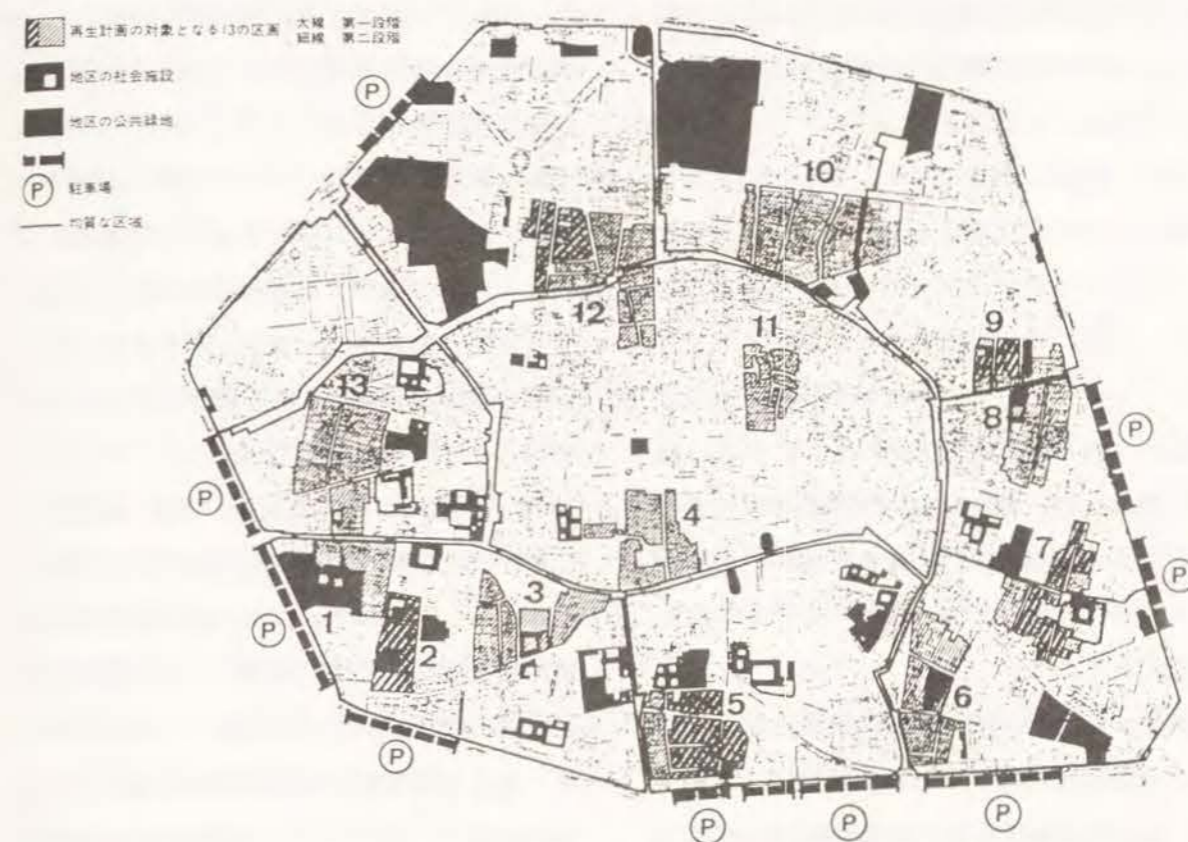 再生計画の対象となる13の区画 太線 第一段階
細線 第二段階
地区の社会施設
地区の公共緑地
P 駐車場
均質な区域
P
10
12
11
9
13
8
P
P
4
7
3
P
1
2
P
5
6
P
P
P
P